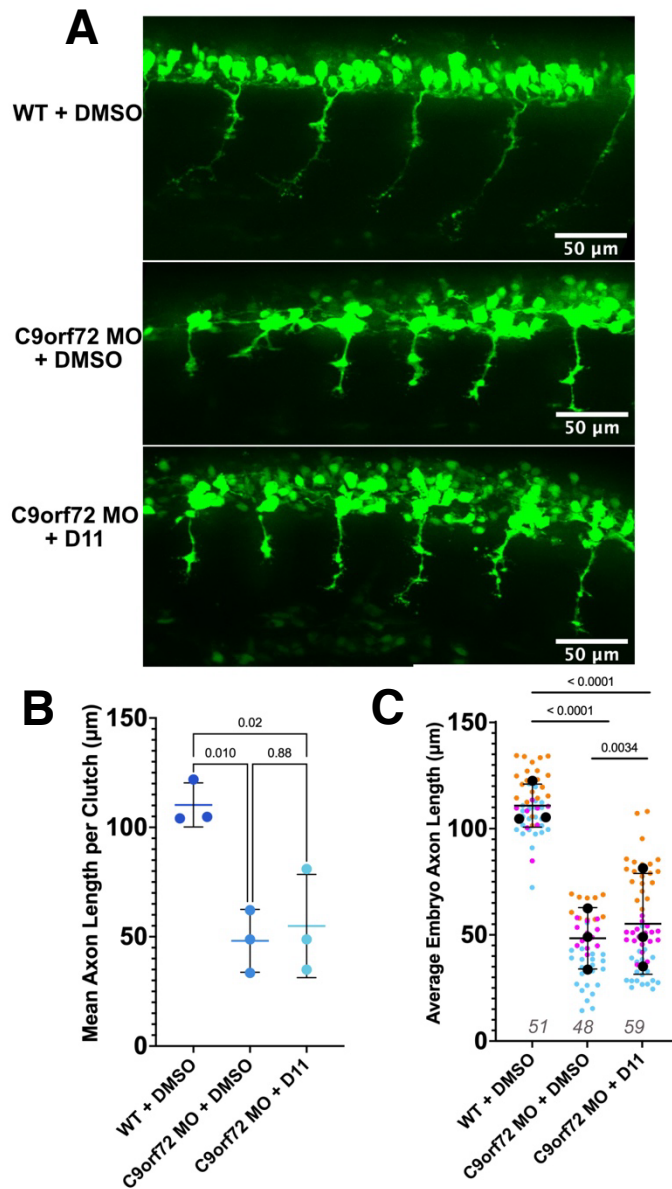 A
WT + DMSO
50 µm
C9orf72 MO
+ DMSO
50 µm
C9orf72 MO
+ D11
50 µm
B
Mean Axon Length per Clutch (µm)
150
100
50
0
0.02
0.010
0.88
WT + DMSO
C9orf72 MO + DMSO
C9orf72 MO + D11
C
Average Embryo Axon Length (µm)
150
100
50
0
< 0.0001
< 0.0001
0.0034
51
48
59
WT + DMSO
C9orf72 MO + DMSO
C9orf72 MO + D11